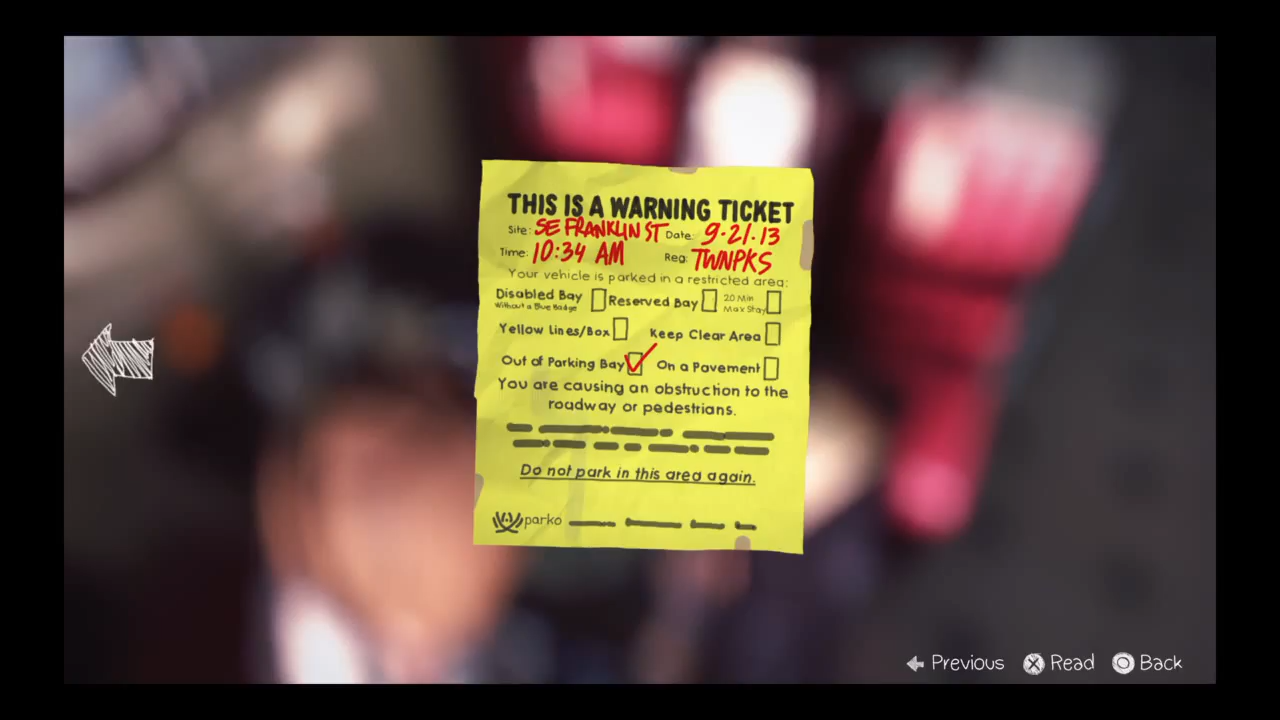 THIS IS A WARNING TICKET
Site: SE FRANKLIN ST Date: 9-21.13
Time: 10:34 AM Reg: TWNPKS
Your vehicle is parked in a restricted area:
Disabled Bay Without a Blue Badge Reserved Bay 20 Min Max Stay
Yellow Lines/Box Keep Clear Area
Out of Parking Bay On a Pavement
You are causing an obstruction to the
roadway or pedestrians.
Do not park in this area again.
parko
Previous Read Back